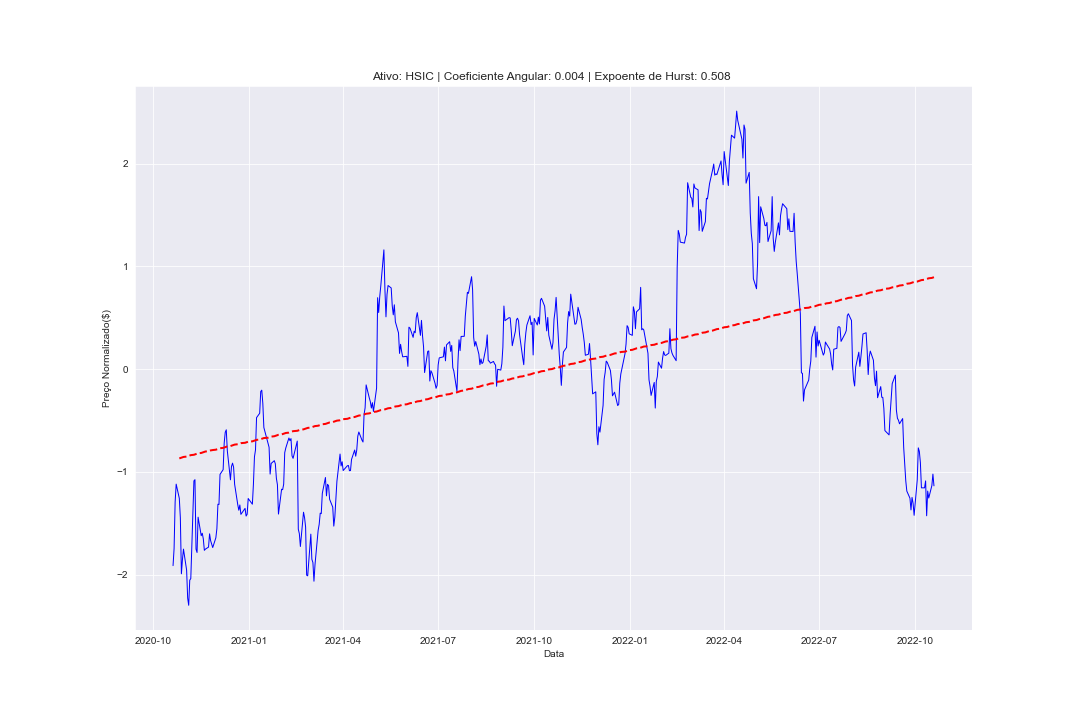 Ativo: HSIC | Coeficiente Angular: 0.004 | Expoente de Hurst: 0.508
Preço Normalizado($)
2
1
0
−1
−2
2020-10 2021-01 2021-04 2021-07 2021-10 2022-01 2022-04 2022-07 2022-10
Data